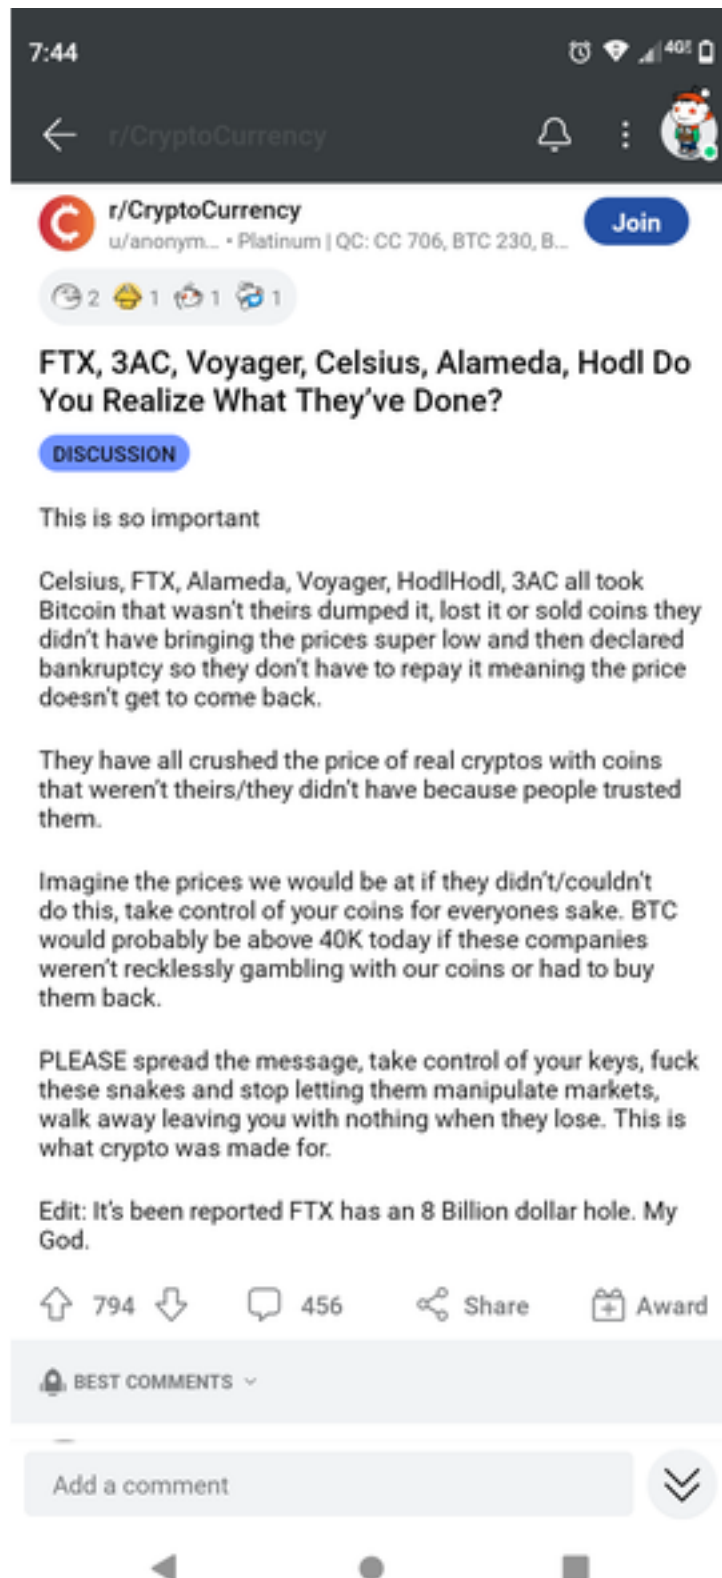 7:44
4G
r/CryptoCurrency
r/CryptoCurrency
u/anonym... • Platinum | QC: CC 706, BTC 230, B...
Join
2 1 1 1
FTX, 3AC, Voyager, Celsius, Alameda, Hodl Do
You Realize What They've Done?
DISCUSSION
This is so important
Celsius, FTX, Alameda, Voyager, HodlHodl, 3AC all took
Bitcoin that wasn't theirs dumped it, lost it or sold coins they
didn't have bringing the prices super low and then declared
bankruptcy so they don't have to repay it meaning the price
doesn't get to come back.
They have all crushed the price of real cryptos with coins
that weren't theirs/they didn't have because people trusted
them.
Imagine the prices we would be at if they didn't/couldn't
do this, take control of your coins for everyones sake. BTC
would probably be above 40K today if these companies
weren't recklessly gambling with our coins or had to buy
them back.
PLEASE spread the message, take control of your keys, fuck
these snakes and stop letting them manipulate markets,
walk away leaving you with nothing when they lose. This is
what crypto was made for.
Edit: It's been reported FTX has an 8 Billion dollar hole. My
God.
794 456 Share Award
BEST COMMENTS
Add a comment